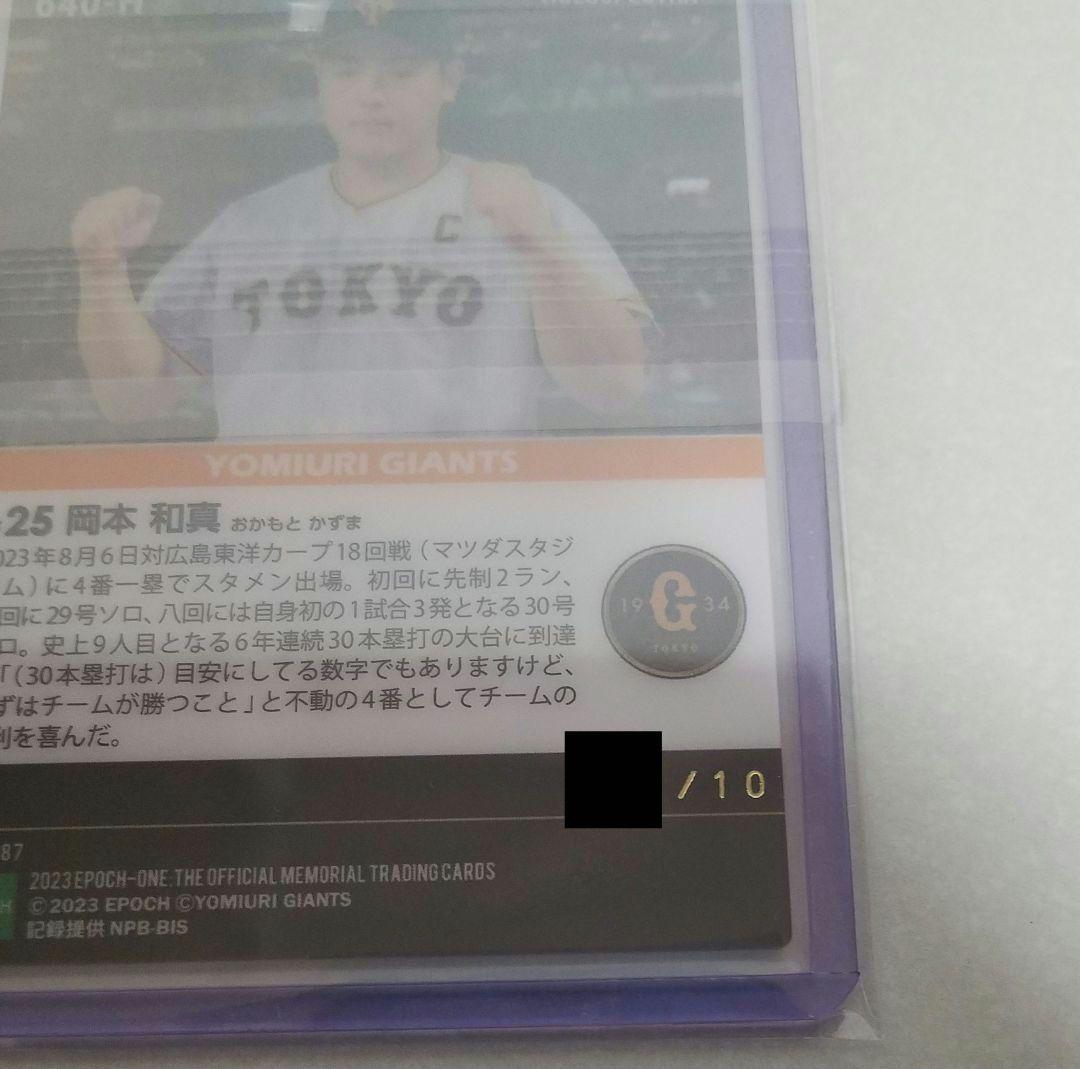 640-H
C
TOKYO
YOMIURI GIANTS
-25 岡本 和真 おかもと かずま
023年8月6日対広島東洋カープ18回戦（マツダスタジ
ム）に4番一塁でスタメン出場。初回に先制2ラン、
回に29号ソロ、八回には自身初の1試合3発となる30号
ロ。史上9人目となる6年連続30本塁打の大台に到達
「（30本塁打は）目安にしてる数字でもありますけど、
ずはチームが勝つこと」と不動の4番としてチームの
利を喜んだ。
19 G 34
TOKYO
/10
87
2023 EPOCH-ONE: THE OFFICIAL MEMORIAL TRADING CARDS
©2023 EPOCH ©YOMIURI GIANTS
記録提供 NPB-BIS